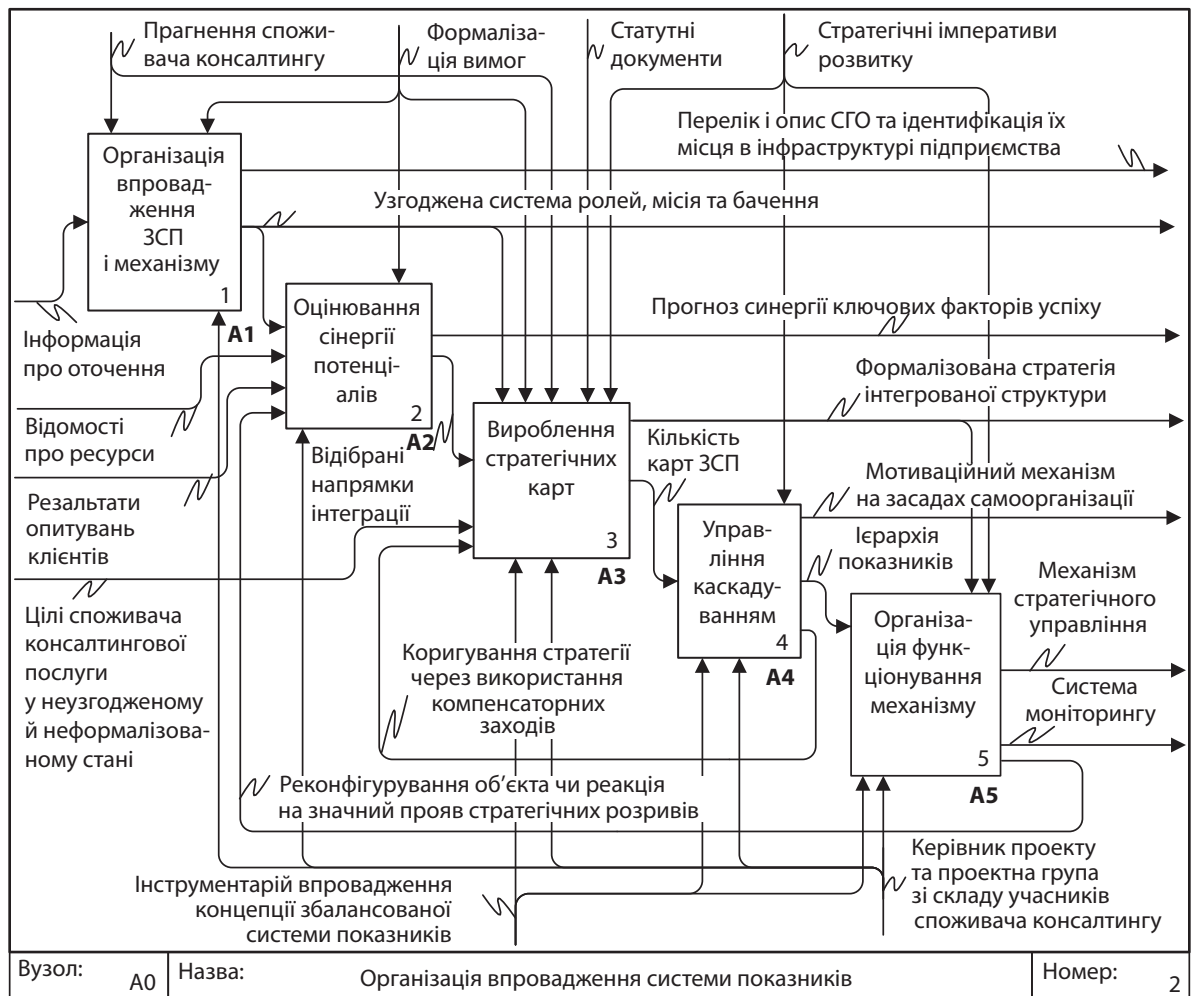 Прагнення спожи-
вача консалтингу
Формаліза-
ція вимог
Статутні
документи
Стратегічні імперативи
розвитку
Перелік і опис СГО та ідентифікація їх
місця в інфраструктурі підприємства
Організація
впровад-
ження
ЗСП
і механізму
1
А1
Узгоджена система ролей, місія та бачення
Інформація
про оточення
Оцінювання
сінергії
потенці-
алів
2
А2
Прогноз синергії ключових факторів успіху
Відомості
про ресурси
Відібрані
напрямки
інтеграції
Вироблення
стратегічних
карт
3
А3
Формалізована стратегія
інтегрованої структури
Кількість
карт ЗСП
Мотиваційний механізм
на засадах самоорганізації
Резальтати
опитувань
клієнтів
Управ-
ління
каскаду-
ванням
4
А4
Ієрархія
показників
Механізм
стратегічного
управління
Цілі споживача
консалтингової
послуги
у неузгодженому
й неформалізова-
ному стані
Коригування стратегії
через використання
компенсаторних
заходів
Організа-
ція функ-
ціонування
механізму
5
А5
Система
моніторингу
Реконфігурування об’єкта чи реакція
на значний прояв стратегічних розривів
Інструментарій впровадження
концепції збалансованої
системи показників
Керівник проекту
та проектна група
зі складу учасників
споживача консалтингу
Вузол:
А0
Назва:
Організація впровадження системи показників
Номер:
2